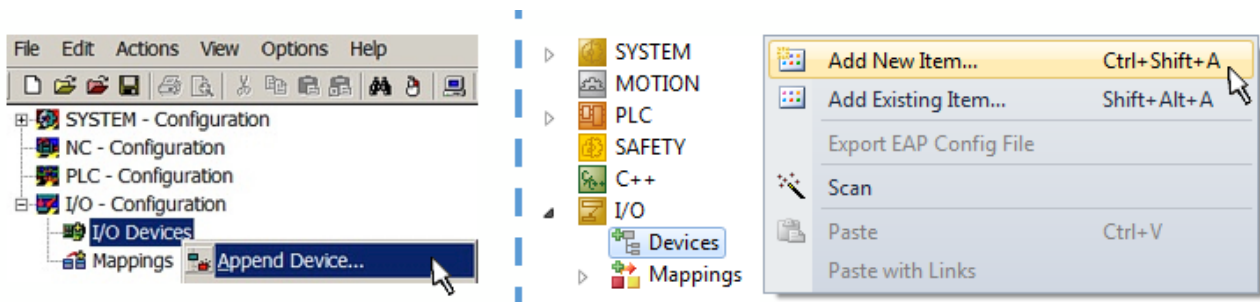 File Edit Actions View Options Help
SYSTEM - Configuration
NC - Configuration
PLC - Configuration
I/O - Configuration
I/O Devices
Mappings
Append Device...
SYSTEM
MOTION
PLC
SAFETY
C++
I/O
Devices
Mappings
Add New Item... Ctrl+Shift+A
Add Existing Item... Shift+Alt+A
Export EAP Config File
Scan
Paste Ctrl+V
Paste with Links